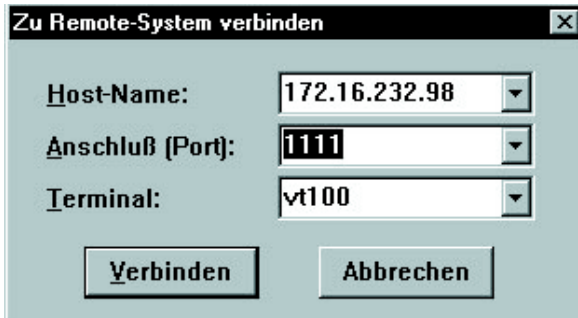 Zu Remote-System verbinden
Host-Name: 172.16.232.98
Anschluß (Port): 1111
Terminal: vt100
Verbinden Abbrechen